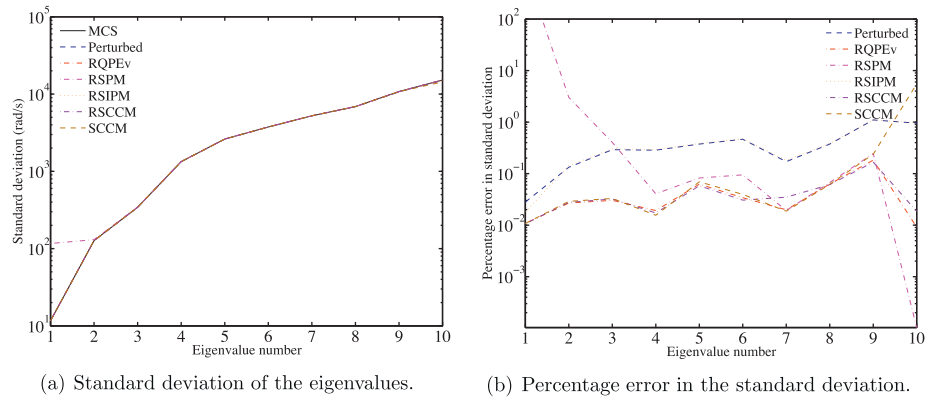 10^5
10^4
10^3
10^2
10^1
Standard deviation (rad/s)
MCS
Perturbed
RQPEv
RSPM
RSIPM
RSCCM
SCCM
1 2 3 4 5 6 7 8 9 10
Eigenvalue number
(a) Standard deviation of the eigenvalues.
10^2
10^1
10^0
10^-1
10^-2
10^-3
Percentage error in standard deviation
Perturbed
RQPEv
RSPM
RSIPM
RSCCM
SCCM
1 2 3 4 5 6 7 8 9 10
Eigenvalue number
(b) Percentage error in the standard deviation.